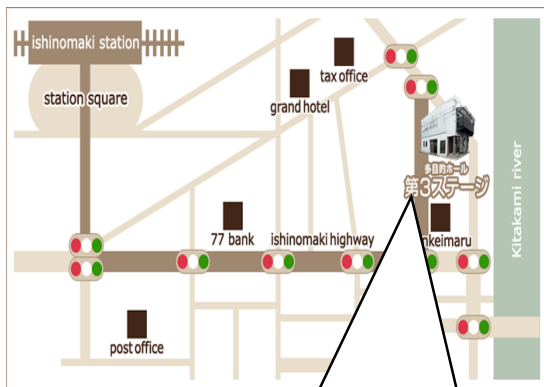 ishinomaki station
station square
tax office
grand hotel
多目的ホール
第3ステージ
77 bank
ishinomaki highway
nkeimaru
Kitakami river
post office